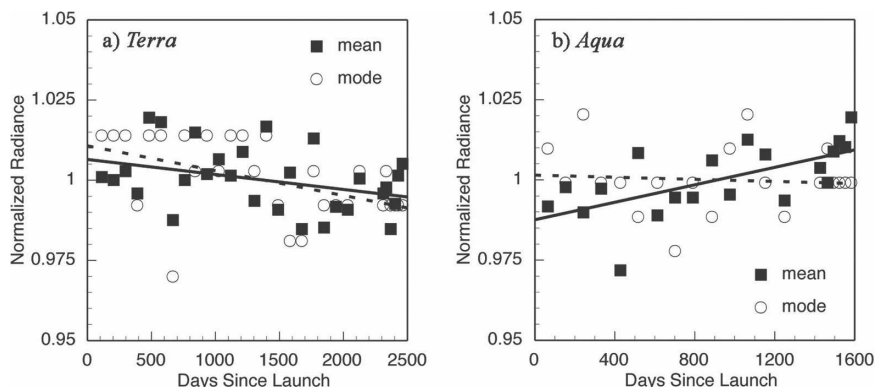 1.05
a) Terra
mean
mode
1.025
Normalized Radiance
1
0.975
0.95
0 500 1000 1500 2000 2500
Days Since Launch
1.05
b) Aqua
1.025
Normalized Radiance
1
0.975
mean
mode
0.95
0 400 800 1200 1600
Days Since Launch